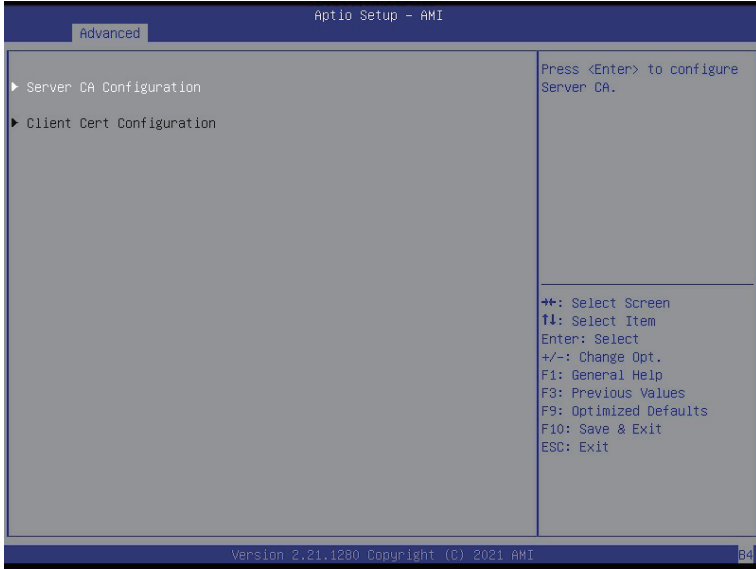 Aptio Setup – AMI
Advanced
▶ Server CA Configuration
▶ Client Cert Configuration
Press <Enter> to configure
Server CA.
→←: Select Screen
↑↓: Select Item
Enter: Select
+/-: Change Opt.
F1: General Help
F3: Previous Values
F9: Optimized Defaults
F10: Save & Exit
ESC: Exit
Version 2.21.1280 Copyright (C) 2021 AMI
B4